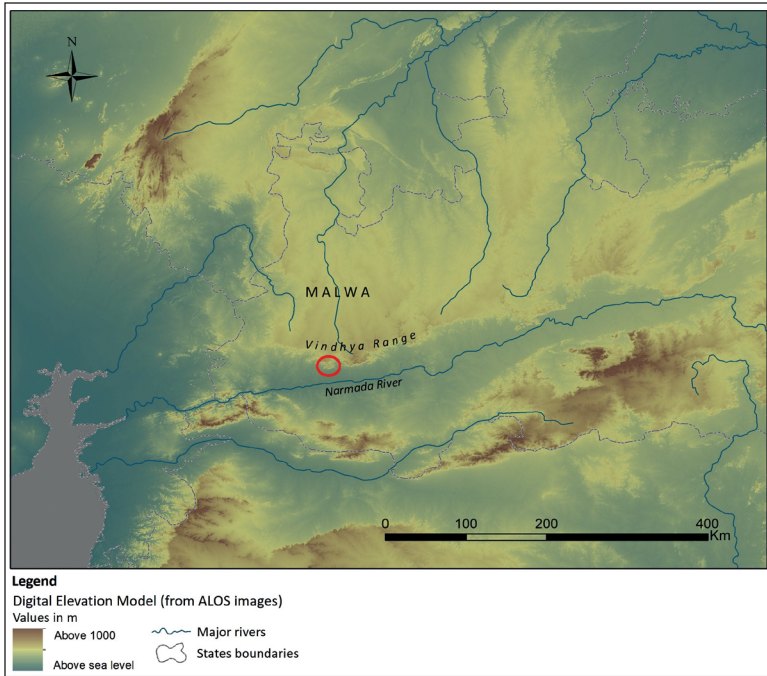 N
MALWA
Vindhya Range
Narmada River
0 100 200 400
Km
Legend
Digital Elevation Model (from ALOS images)
Values in m
Above 1000
Above sea level
Major rivers
States boundaries